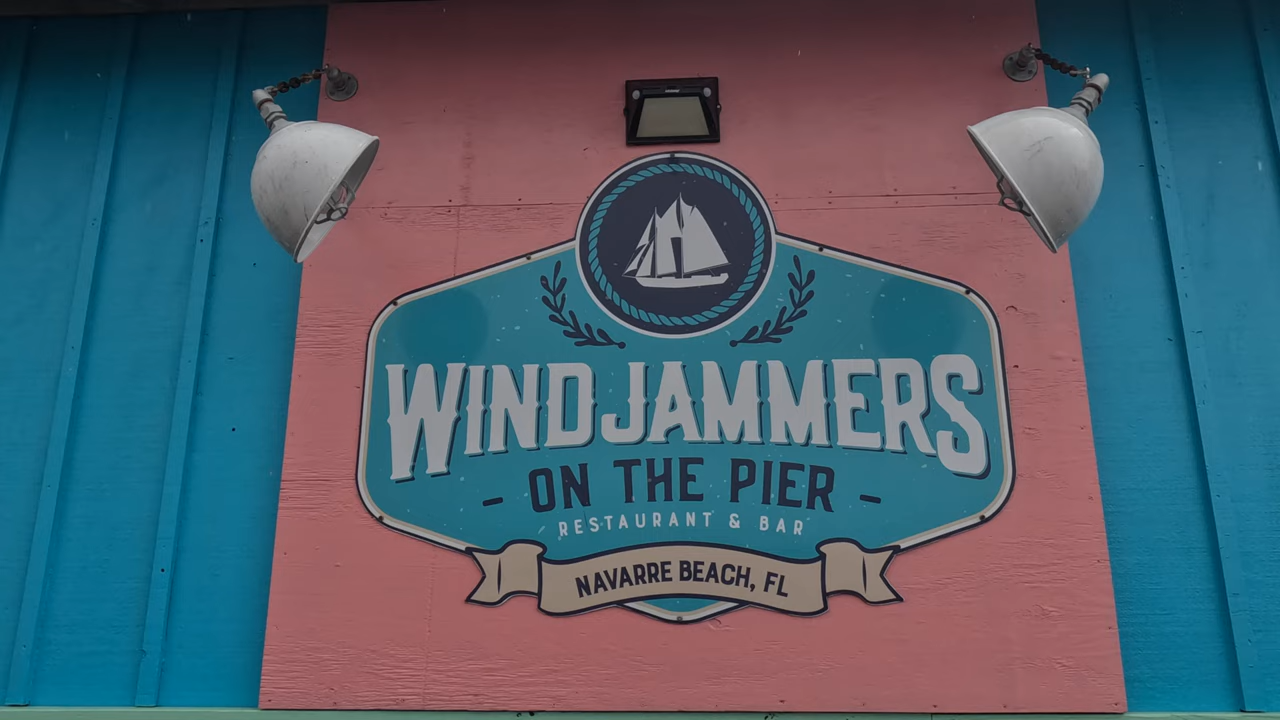 WINDJAMMERS
- ON THE PIER -
RESTAURANT & BAR
NAVARRE BEACH, FL